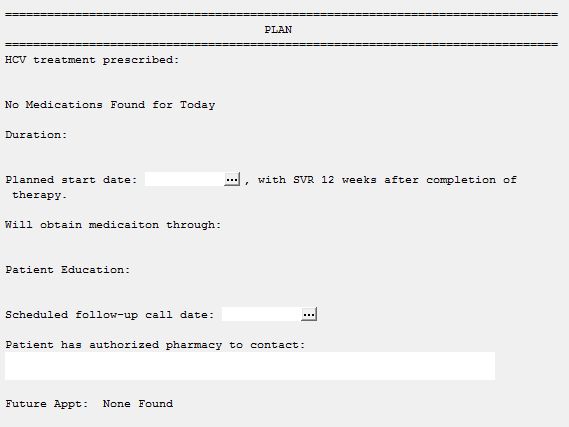 ===============================================================================
PLAN
===============================================================================
HCV treatment prescribed:
No Medications Found for Today
Duration:
Planned start date: ... , with SVR 12 weeks after completion of
therapy.
Will obtain medicaiton through:
Patient Education:
Scheduled follow-up call date: ...
Patient has authorized pharmacy to contact:
Future Appt:  None Found